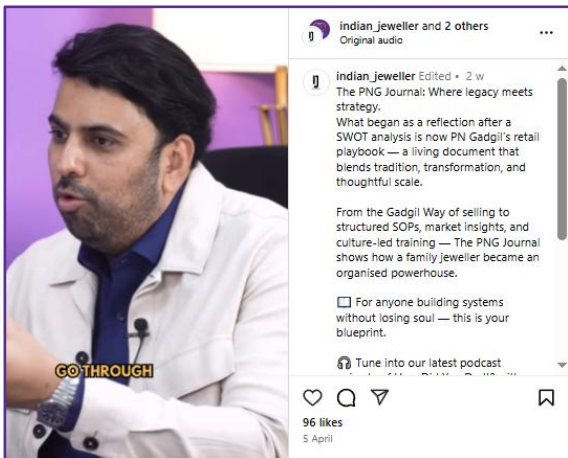 GO THROUGH
indian_jeweller and 2 others
Original audio
indian_jeweller Edited • 2 w
The PNG Journal: Where legacy meets
strategy.
What began as a reflection after a
SWOT analysis is now PN Gadgil's retail
playbook — a living document that
blends tradition, transformation, and
thoughtful scale.
From the Gadgil Way of selling to
structured SOPs, market insights, and
culture-led training — The PNG Journal
shows how a family jeweller became an
organised powerhouse.
📖 For anyone building systems
without losing soul — this is your
blueprint.
🎧 Tune into our latest podcast
96 likes
5 April